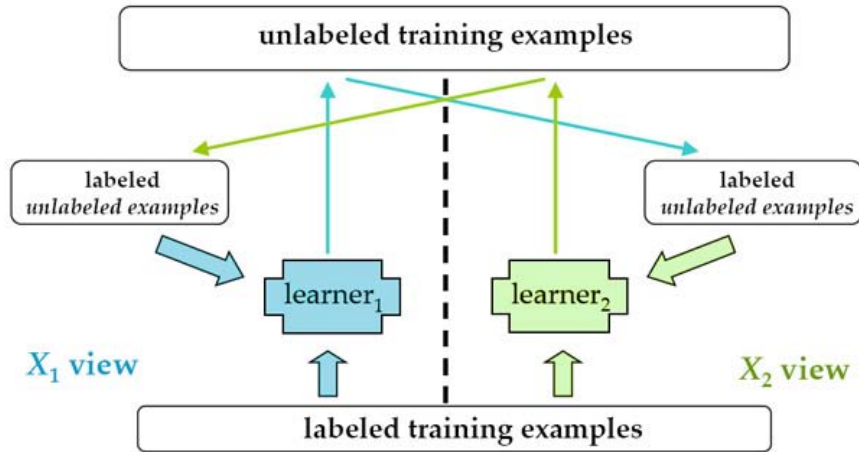 unlabeled training examples
labeled
unlabeled examples
labeled
unlabeled examples
learner₁
learner₂
X₁ view
X₂ view
labeled training examples